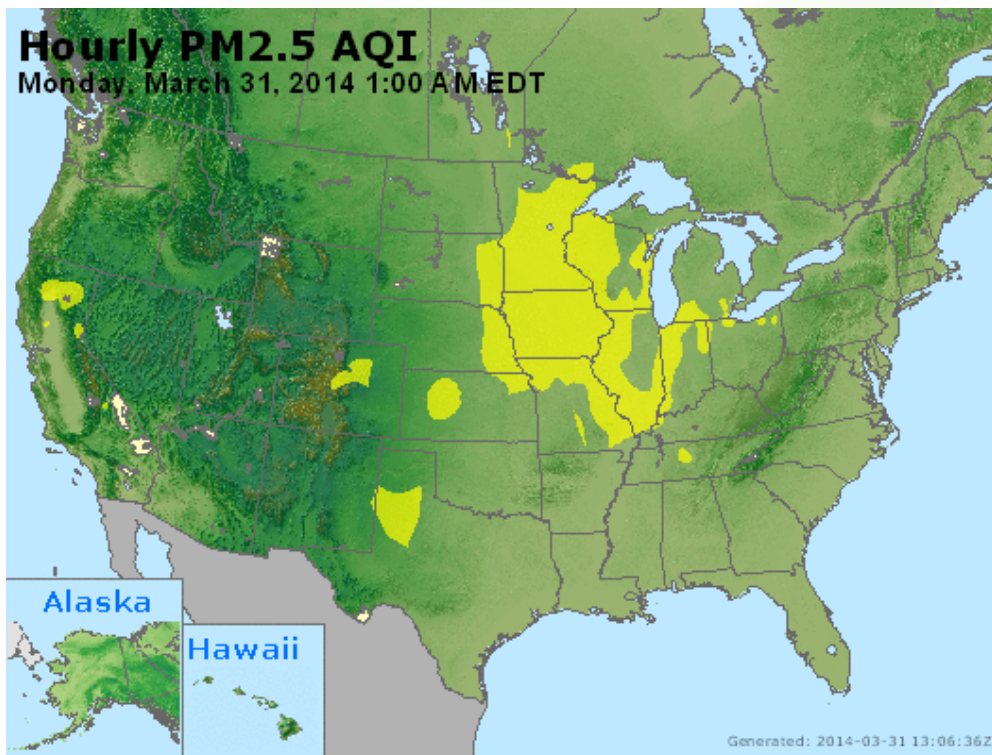 Hourly PM2.5 AQI
Monday, March 31, 2014 1:00 AM EDT
Alaska
Hawaii
Generated: 2014-03-31 13:06:36Z